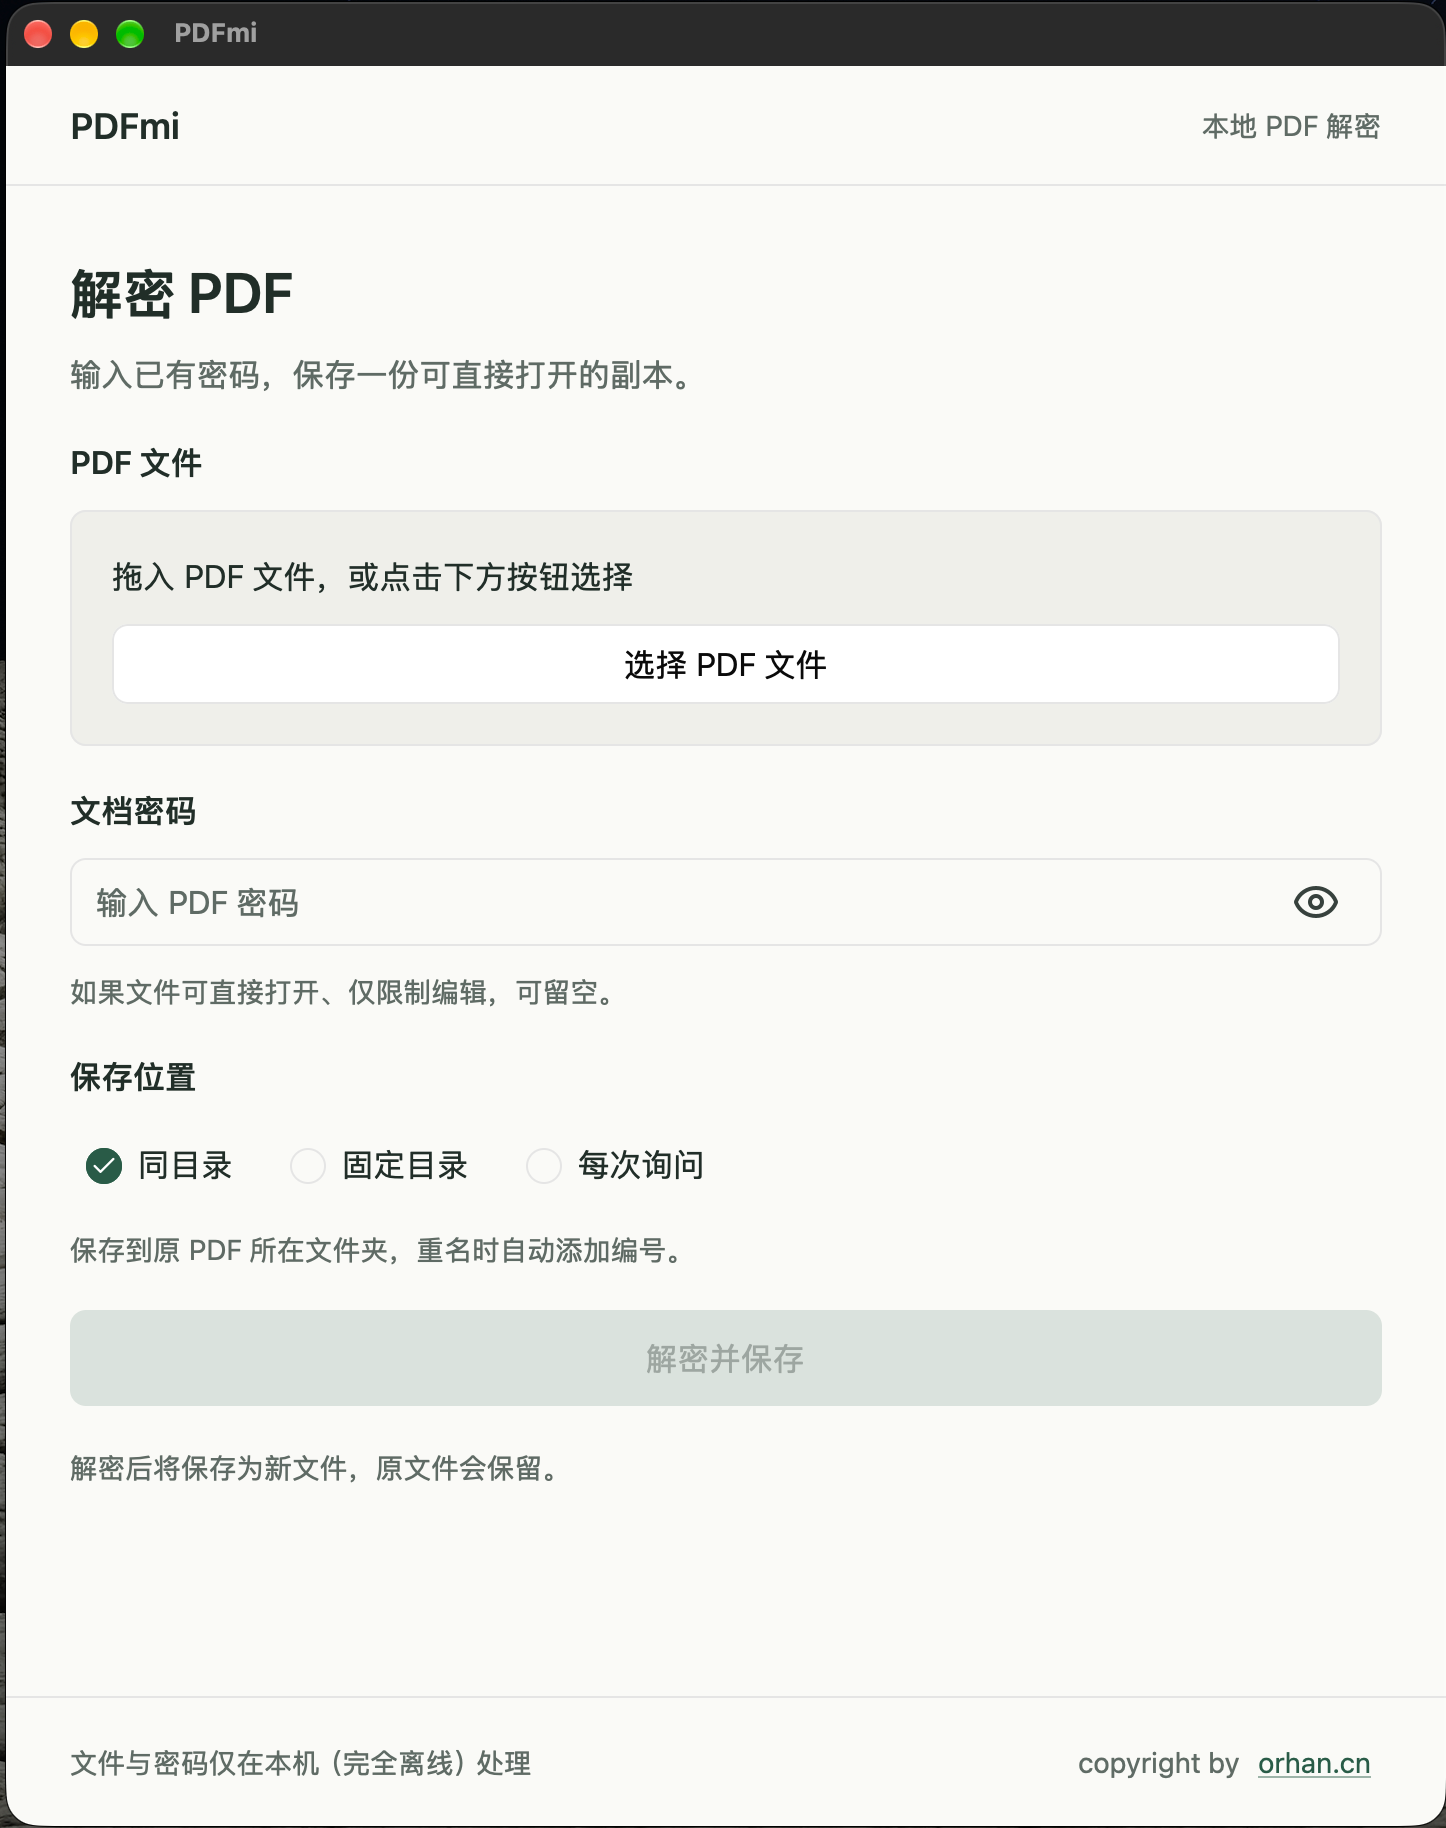 PDFmi
PDFmi
本地 PDF 解密
解密 PDF
输入已有密码，保存一份可直接打开的副本。
PDF 文件
拖入 PDF 文件，或点击下方按钮选择
选择 PDF 文件
文档密码
输入 PDF 密码
如果文件可直接打开、仅限制编辑，可留空。
保存位置
同目录 固定目录 每次询问
保存到原 PDF 所在文件夹，重名时自动添加编号。
解密并保存
解密后将保存为新文件，原文件会保留。
文件与密码仅在本机（完全离线）处理
copyright by orhan.cn